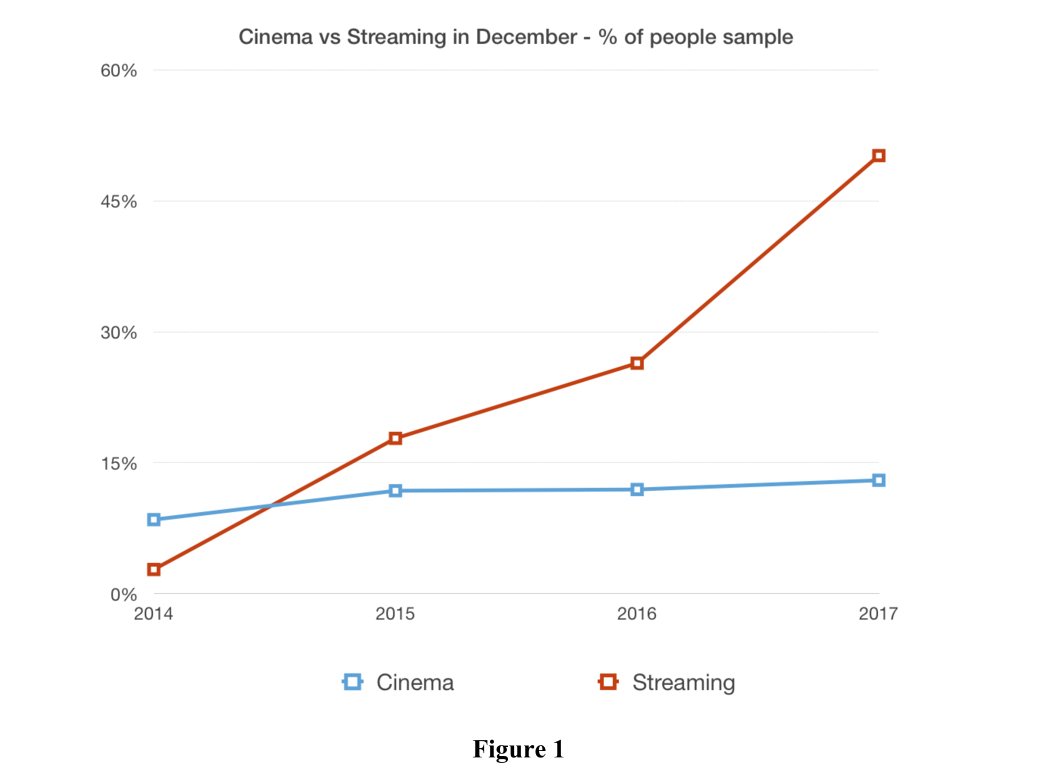 Cinema vs Streaming in December - % of people sample
60%
45%
30%
15%
0%
2014 2015 2016 2017
Cinema Streaming
Figure 1